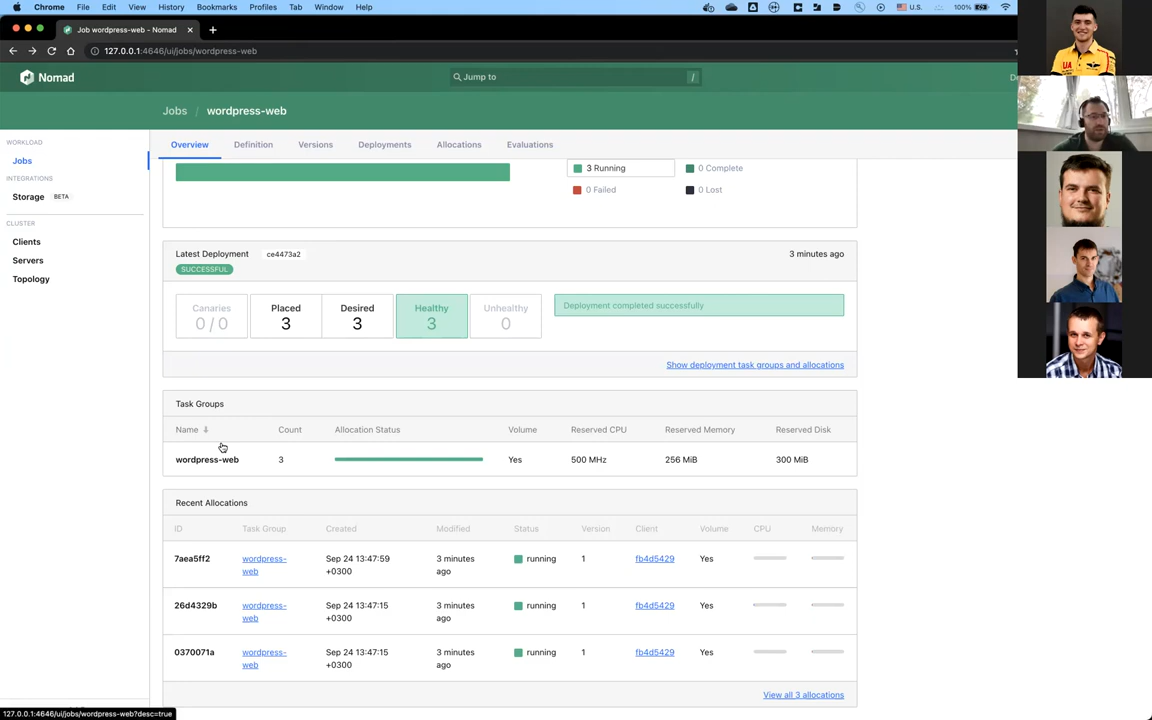 Chrome File Edit View History Bookmarks Profiles Tab Window Help U.S. 100%
Job wordpress-web - Nomad
127.0.0.1:4646/ui/jobs/wordpress-web
Nomad Jump to /
Jobs / wordpress-web
WORKLOAD
Jobs
INTEGRATIONS
Storage BETA
CLUSTER
Clients
Servers
Topology
Overview Definition Versions Deployments Allocations Evaluations
3 Running 0 Complete
0 Failed 0 Lost
Latest Deployment ce4473a2 3 minutes ago
SUCCESSFUL
Canaries Placed Desired Healthy Unhealthy
0 / 0 3 3 3 0
Deployment completed successfully
Show deployment task groups and allocations
Task Groups
Name Count Allocation Status Volume Reserved CPU Reserved Memory Reserved Disk
wordpress-web 3 Yes 500 MHz 256 MiB 300 MiB
Recent Allocations
ID Task Group Created Modified Status Version Client Volume CPU Memory
7aea5ff2 wordpress- Sep 24 13:47:59 3 minutes running 1 fb4d5429 Yes
web +0300 ago
26d4329b wordpress- Sep 24 13:47:15 3 minutes running 1 fb4d5429 Yes
web +0300 ago
0370071a wordpress- Sep 24 13:47:15 3 minutes running 1 fb4d5429 Yes
web +0300 ago
View all 3 allocations
127.0.0.1:4646/ui/jobs/wordpress-web?desc=true
UA